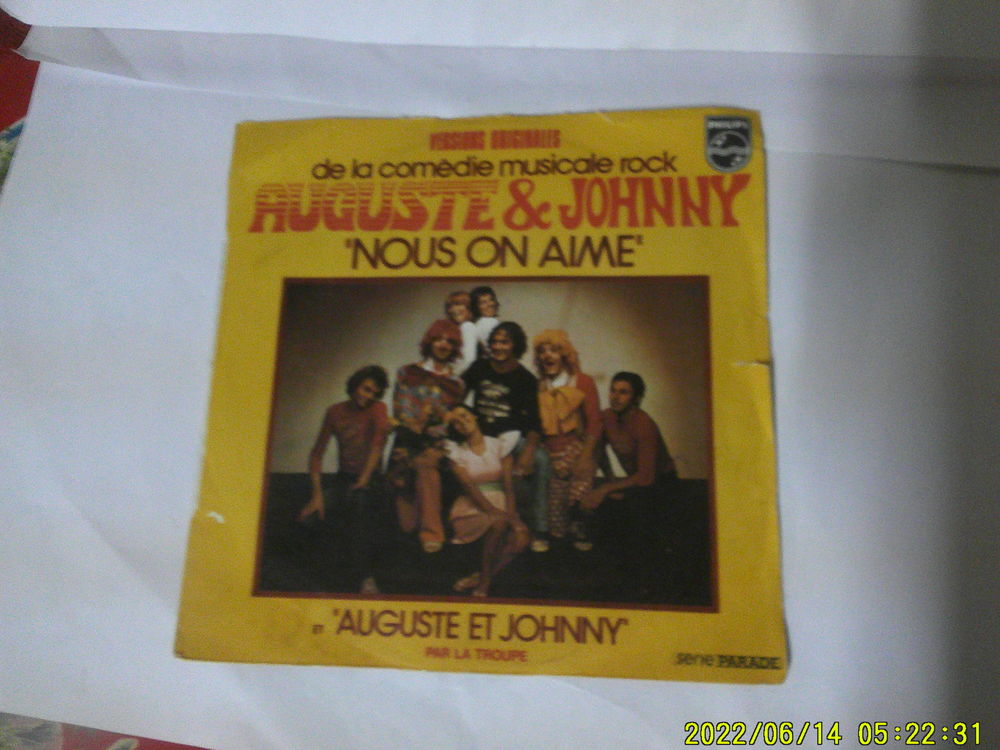 VERSIONS ORIGINALES
PHILIPS
de la comèdie musicale rock
AUGUSTE & JOHNNY
"NOUS ON AIME"
ET "AUGUSTE ET JOHNNY"
PAR LA TROUPE
série PARADE
2022/06/14 05:22:31